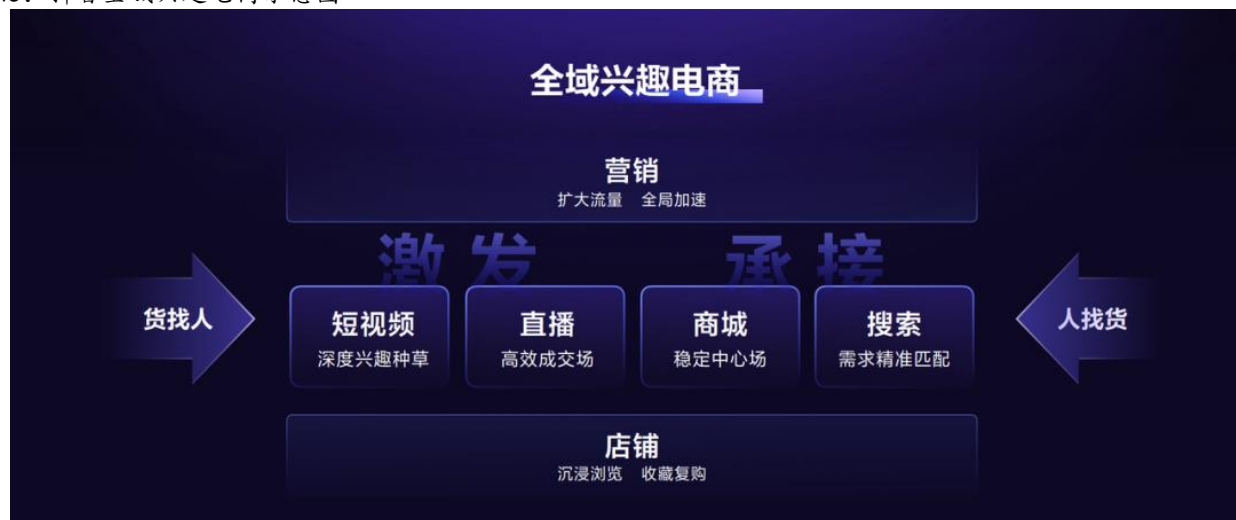 全域兴趣电商
营销
扩大流量 全局加速
激发 承接
货找人
短视频 直播 商城 搜索
深度兴趣种草 高效成交场 稳定中心场 需求精准匹配
人找货
店铺
沉浸浏览 收藏复购